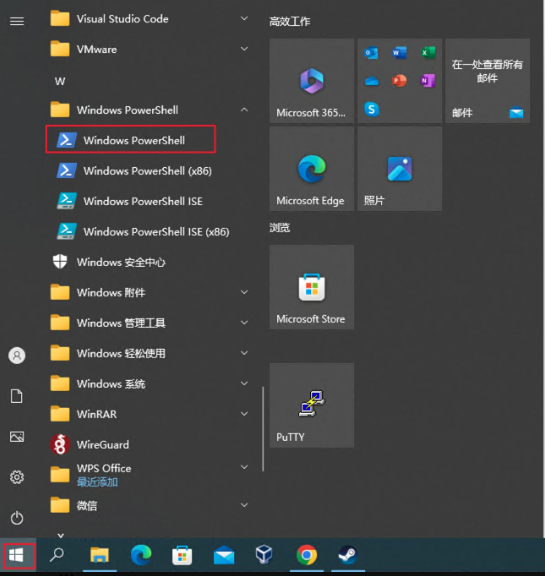 Visual Studio Code
VMware
W
Windows PowerShell
Windows PowerShell
Windows PowerShell (x86)
Windows PowerShell ISE
Windows PowerShell ISE (x86)
Windows 安全中心
Windows 附件
Windows 管理工具
Windows 轻松使用
Windows 系统
WinRAR
WireGuard
WPS Office
最近添加
微信
X
高效工作
Microsoft 365...
在一处查看所有
邮件
邮件
Microsoft Edge
照片
浏览
Microsoft Store
PuTTY